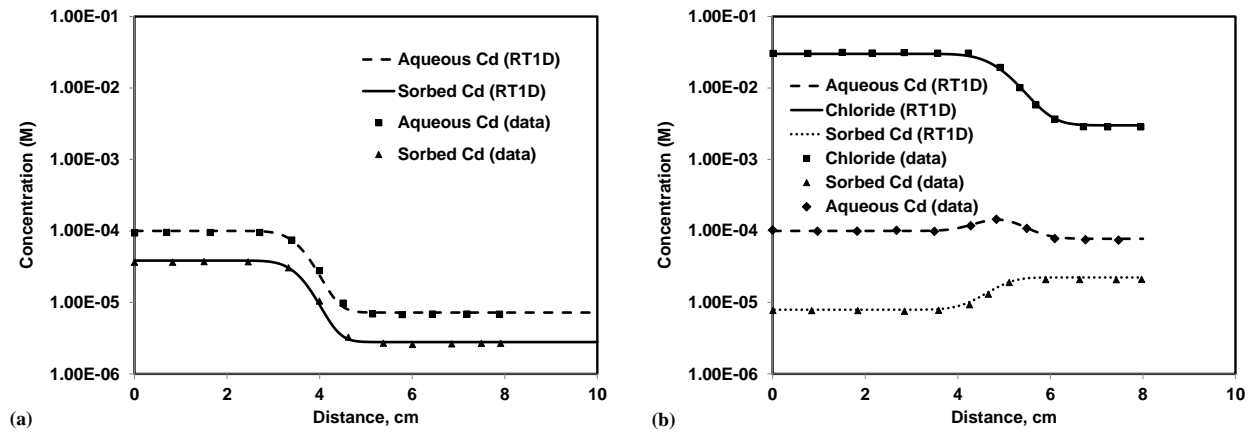 1.00E-01
1.00E-02
1.00E-03
1.00E-04
1.00E-05
1.00E-06
Concentration (M)
Aqueous Cd (RT1D)
Sorbed Cd (RT1D)
Aqueous Cd (data)
Sorbed Cd (data)
0 2 4 6 8 10
Distance, cm
(a)
1.00E-01
1.00E-02
1.00E-03
1.00E-04
1.00E-05
1.00E-06
Concentration (M)
Aqueous Cd (RT1D)
Chloride (RT1D)
Sorbed Cd (RT1D)
Chloride (data)
Sorbed Cd (data)
Aqueous Cd (data)
0 2 4 6 8 10
Distance, cm
(b)